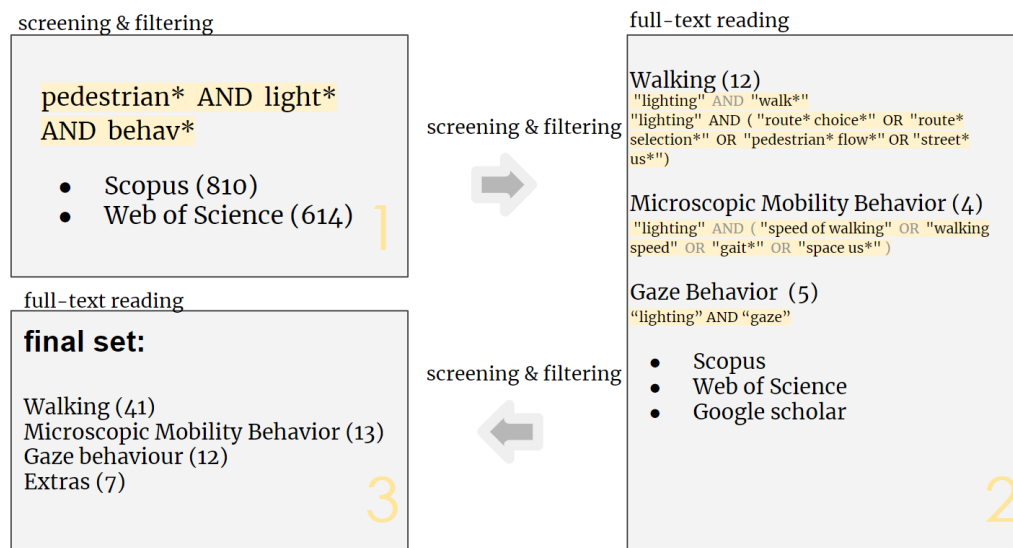 screening & filtering
pedestrian* AND light*
AND behav*
● Scopus (810)
● Web of Science (614)
1
screening & filtering
full-text reading
Walking (12)
"lighting" AND "walk*"
"lighting" AND ( "route* choice*" OR "route*
selection*" OR "pedestrian* flow*" OR "street*
us*")
Microscopic Mobility Behavior (4)
"lighting" AND ( "speed of walking" OR "walking
speed" OR "gait*" OR "space us*" )
Gaze Behavior (5)
“lighting” AND “gaze”
● Scopus
● Web of Science
● Google scholar
2
screening & filtering
full-text reading
final set:
Walking (41)
Microscopic Mobility Behavior (13)
Gaze behaviour (12)
Extras (7)
3